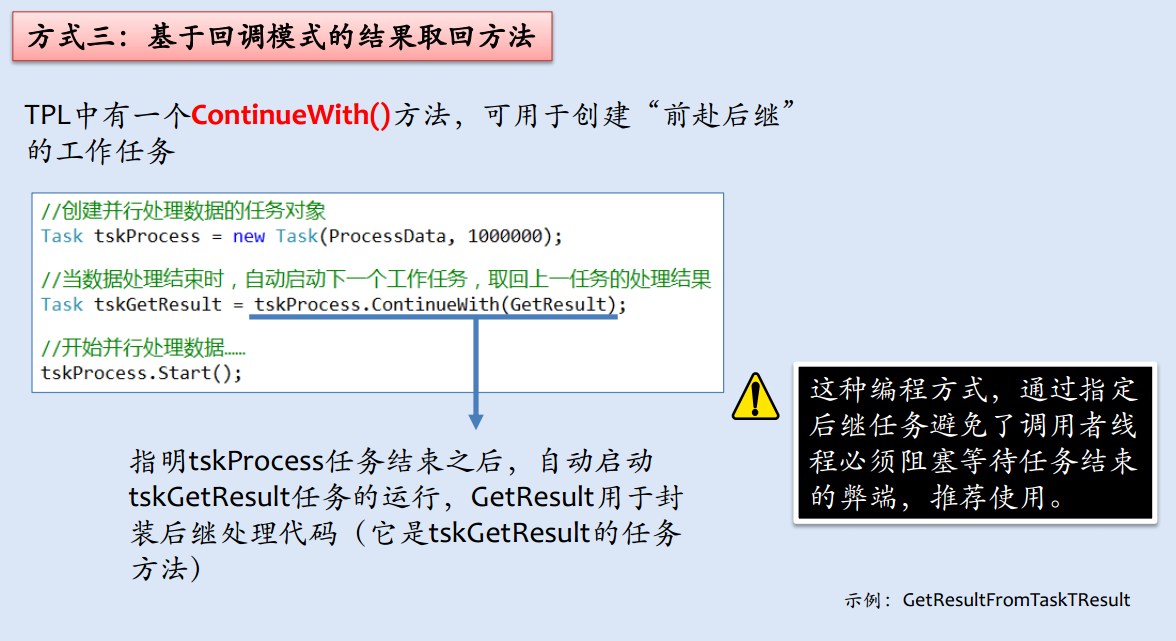 方式三：基于回调模式的结果取回方法
TPL中有一个ContinueWith()方法，可用于创建“前赴后继”
的工作任务
//创建并行处理数据的任务对象
Task tskProcess = new Task(ProcessData, 1000000);
//当数据处理结束时，自动启动下一个工作任务，取回上一任务的处理结果
Task tskGetResult = tskProcess.ContinueWith(GetResult);
//开始并行处理数据……
tskProcess.Start();
指明tskProcess任务结束之后，自动启动
tskGetResult任务的运行，GetResult用于封
装后继处理代码（它是tskGetResult的任务
方法）
这种编程方式，通过指定
后继任务避免了调用者线
程必须阻塞等待任务结束
的弊端，推荐使用。
示例：GetResultFromTaskTResult